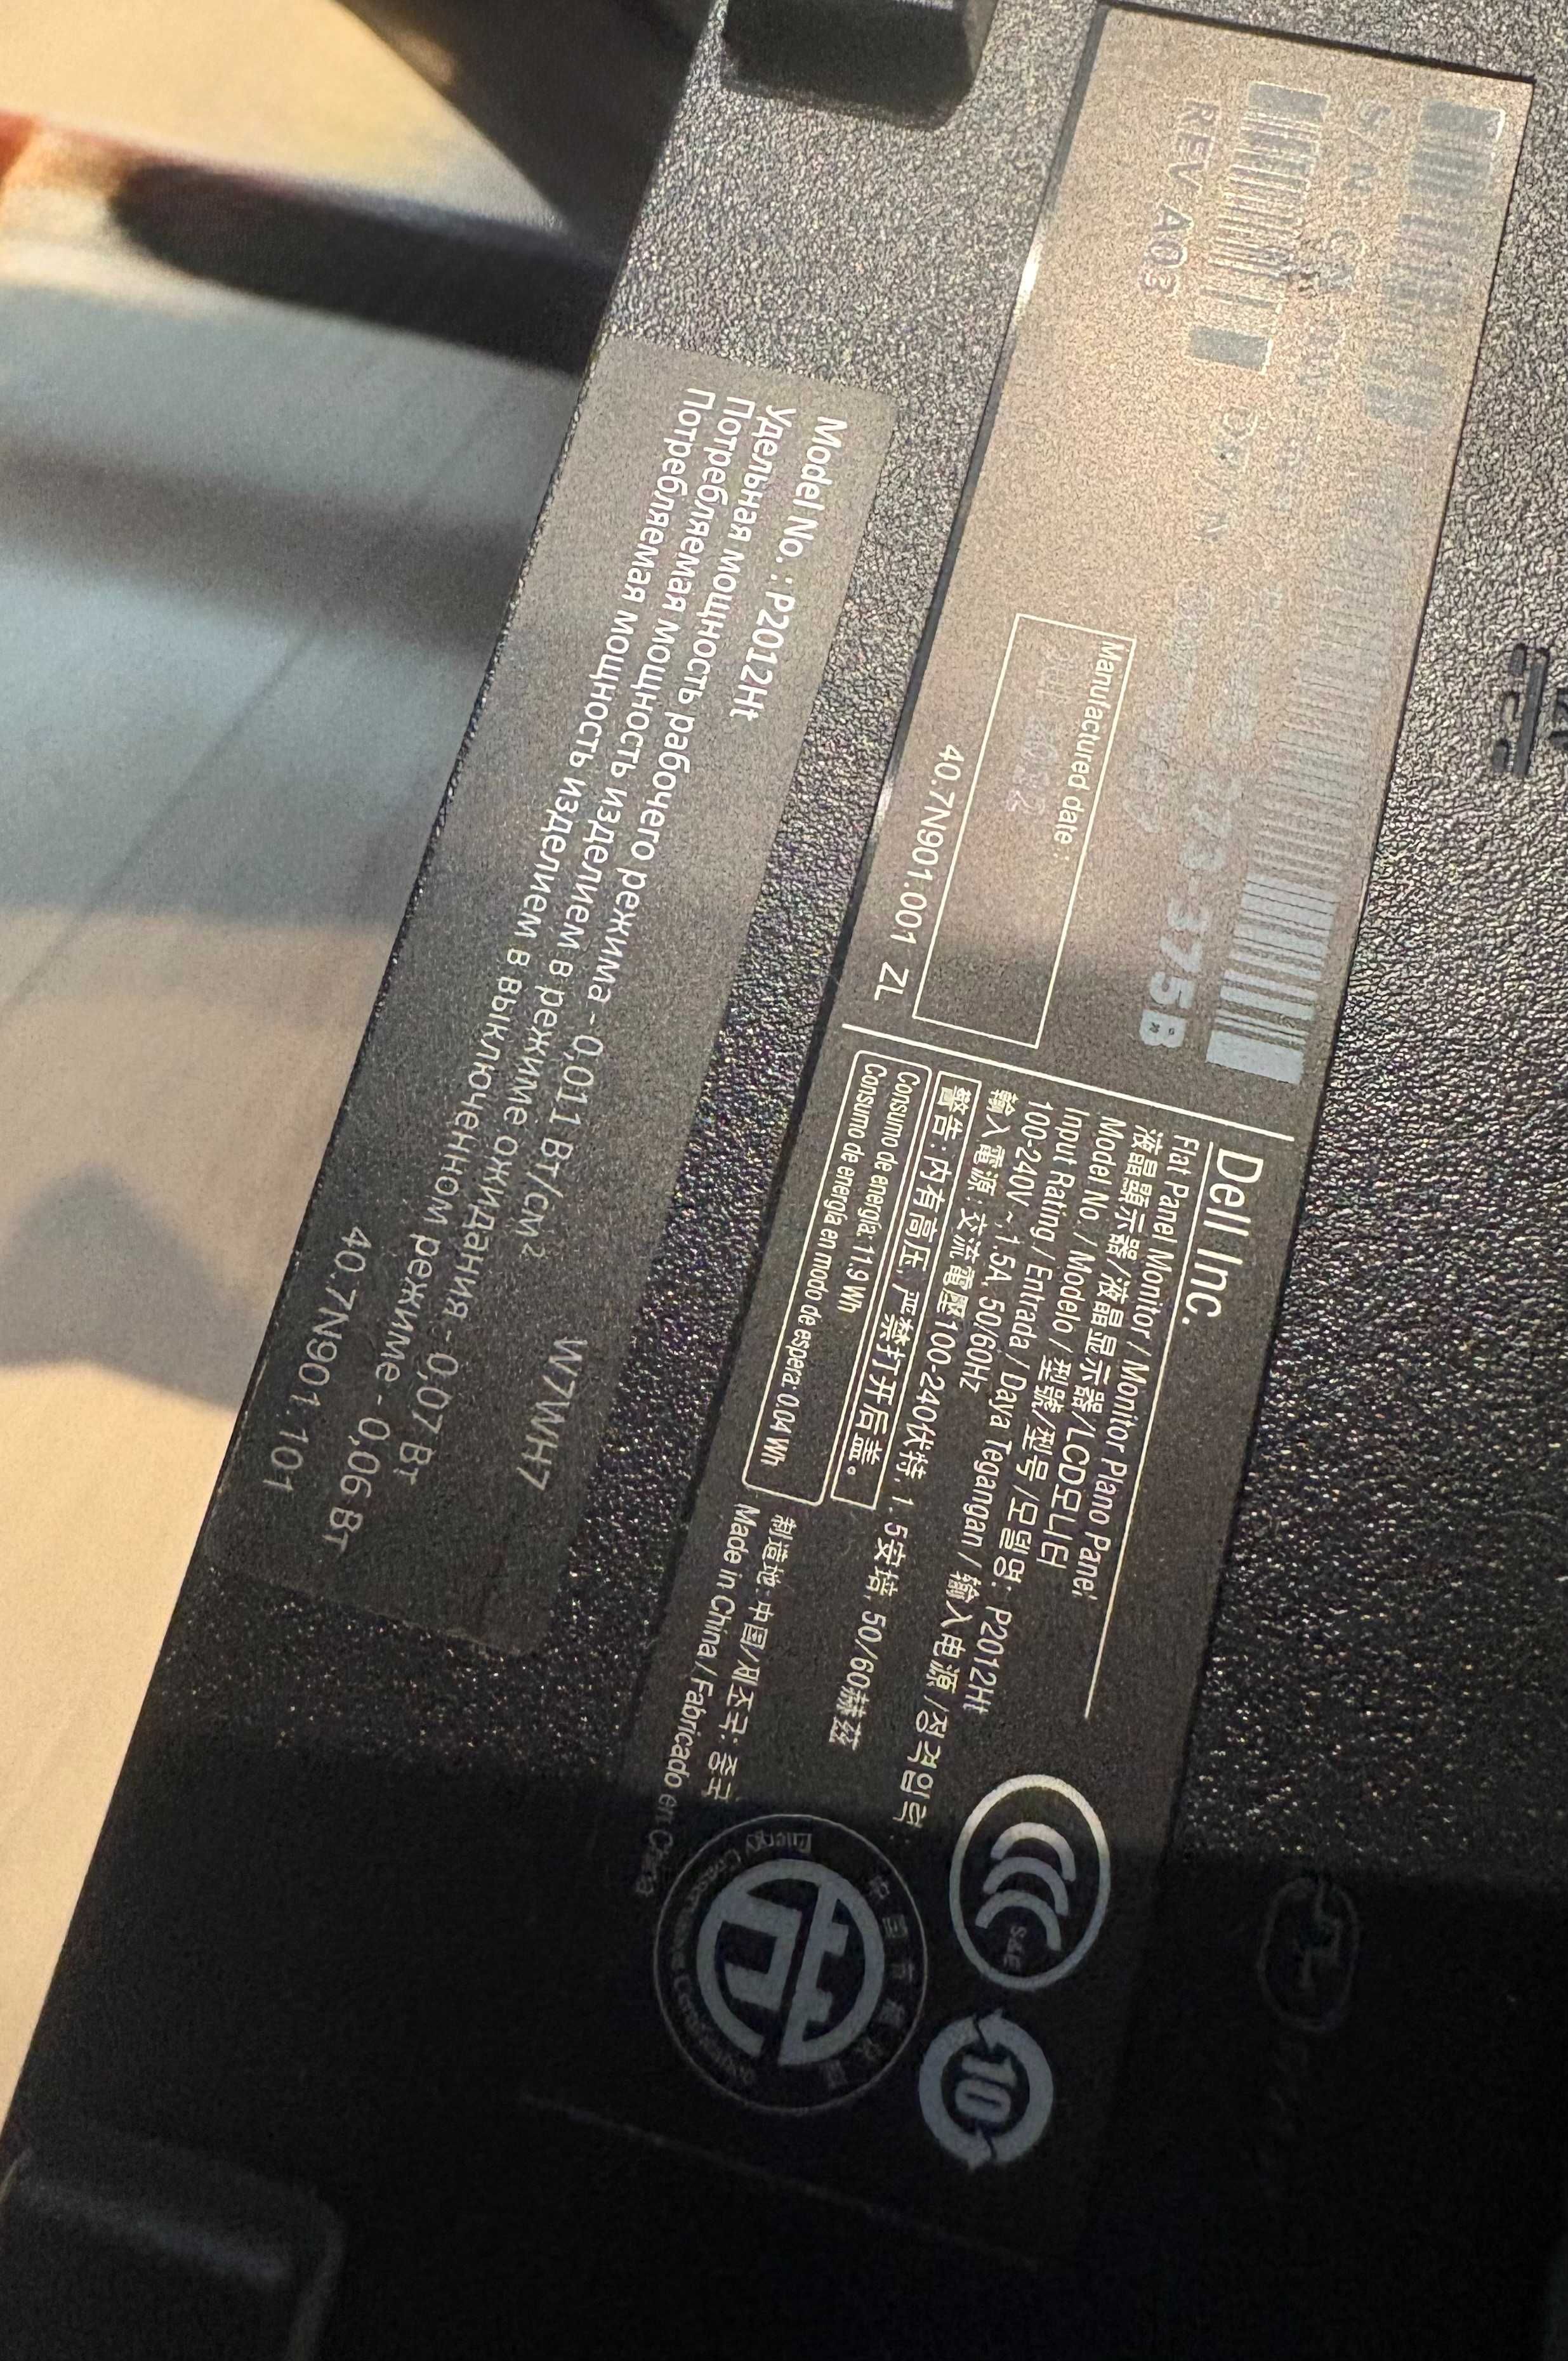 REV A03
375B
Manufactured date :
40.7N901.001 ZL
Dell Inc.
Flat Panel Monitor / Monitor Plano Panel
液晶顯示器/液晶显示器/LCD모니터
Model No. / Modelo / 型號/型号/모델명: P2012Ht
Input Rating / Entrada / Daya Tegangan / 输入电源 /정격입력:
100-240V ~ 1.5A, 50/60Hz
輸入電源: 交流電壓100-240伏特, 1.5安培, 50/60赫兹
警告: 内有高压, 严禁打开后盖。
Consumo de energía: 11.9 Wh
Consumo de energía en modo de espera: 0.04 Wh
制造地: 中国/제조국: 중국
Made in China / Fabricado en China
S&E
10
Model No. : P2012Ht
Удельная мощность рабочего режима - 0,011 Вт/см²
Потребляемая мощность изделием в режиме ожидания - 0,07 Вт
Потребляемая мощность изделием в выключенном режиме - 0,06 Вт
W7WH7
40.7N901 101